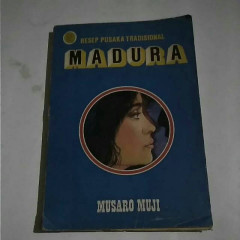 RESEP PUSAKA TRADISIONAL
MADURA
MUSARO MUJI